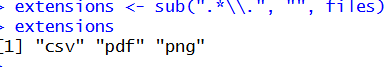 > extensions <- sub(".*\\.", "", files)
> extensions
[1] "csv" "pdf" "png"